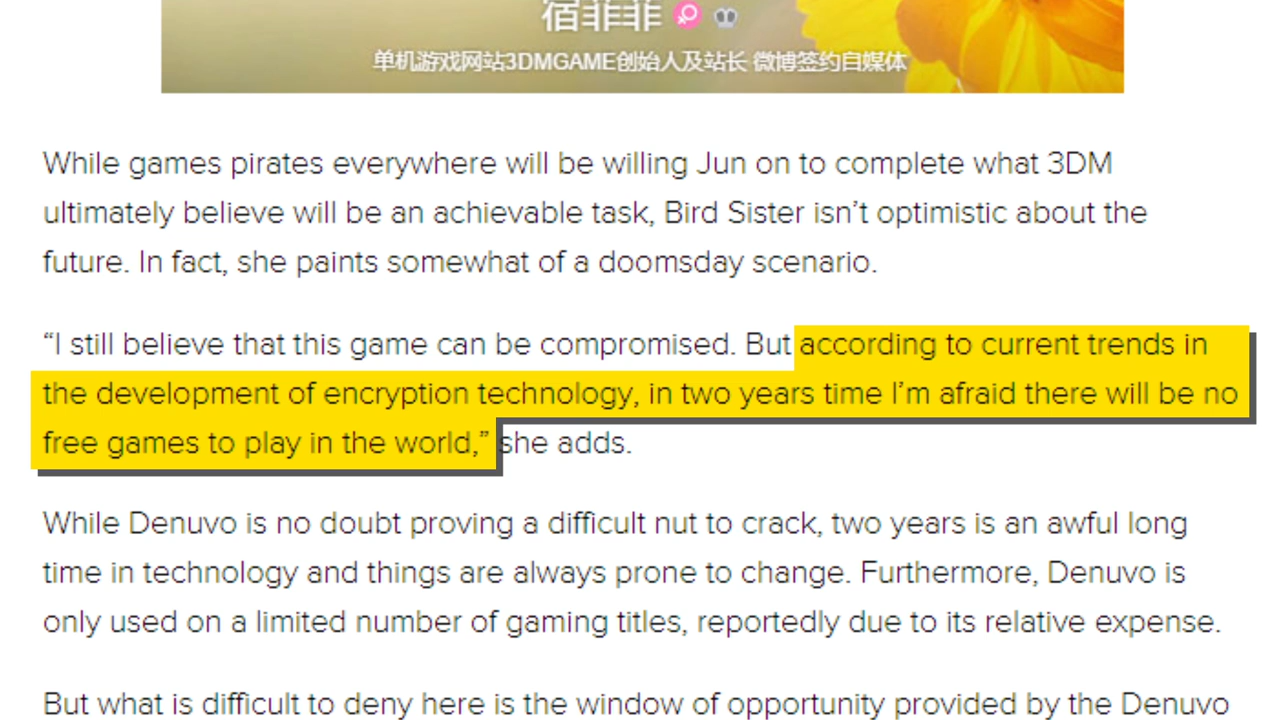 宿菲菲
单机游戏网站3DMGAME创始人及站长 微博签约自媒体
While games pirates everywhere will be willing Jun on to complete what 3DM
ultimately believe will be an achievable task, Bird Sister isn’t optimistic about the
future. In fact, she paints somewhat of a doomsday scenario.
“I still believe that this game can be compromised. But according to current trends in
the development of encryption technology, in two years time I’m afraid there will be no
free games to play in the world,” she adds.
While Denuvo is no doubt proving a difficult nut to crack, two years is an awful long
time in technology and things are always prone to change. Furthermore, Denuvo is
only used on a limited number of gaming titles, reportedly due to its relative expense.
But what is difficult to deny here is the window of opportunity provided by the Denuvo